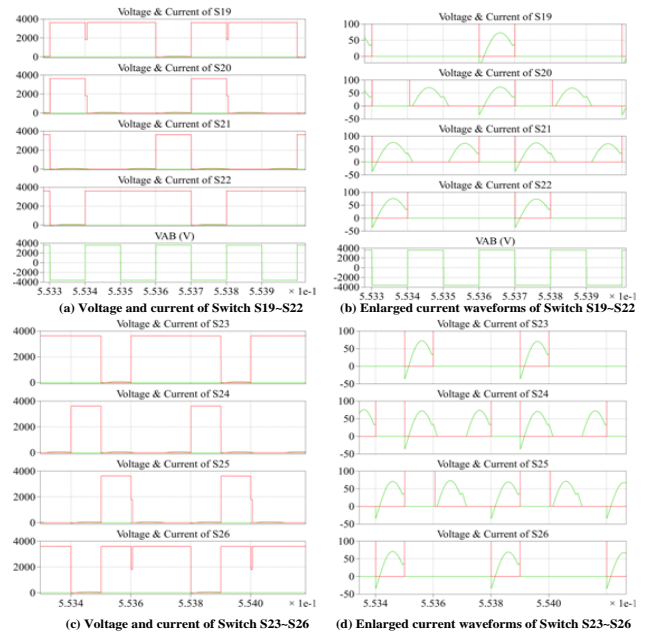 Voltage & Current of S19
4000
2000
0
Voltage & Current of S20
4000
2000
0
Voltage & Current of S21
4000
2000
0
Voltage & Current of S22
4000
2000
0
VAB (V)
4000
2000
0
-2000
-4000
5.533 5.534 5.535 5.536 5.537 5.538 5.539 × 1e-1
(a) Voltage and current of Switch S19~S22
Voltage & Current of S19
100
50
0
Voltage & Current of S20
100
50
0
-50
Voltage & Current of S21
100
50
0
-50
Voltage & Current of S22
100
50
0
-50
VAB (V)
4000
2000
0
-2000
-4000
5.533 5.534 5.535 5.536 5.537 5.538 5.539 × 1e-1
(b) Enlarged current waveforms of Switch S19~S22
Voltage & Current of S23
4000
2000
0
Voltage & Current of S24
4000
2000
0
Voltage & Current of S25
4000
2000
0
Voltage & Current of S26
4000
2000
0
5.534 5.536 5.538 5.540 × 1e-1
(c) Voltage and current of Switch S23~S26
Voltage & Current of S23
100
50
0
-50
Voltage & Current of S24
100
50
0
-50
Voltage & Current of S25
100
50
0
-50
Voltage & Current of S26
100
50
0
-50
5.534 5.536 5.538 5.540 × 1e-1
(d) Enlarged current waveforms of Switch S23~S26